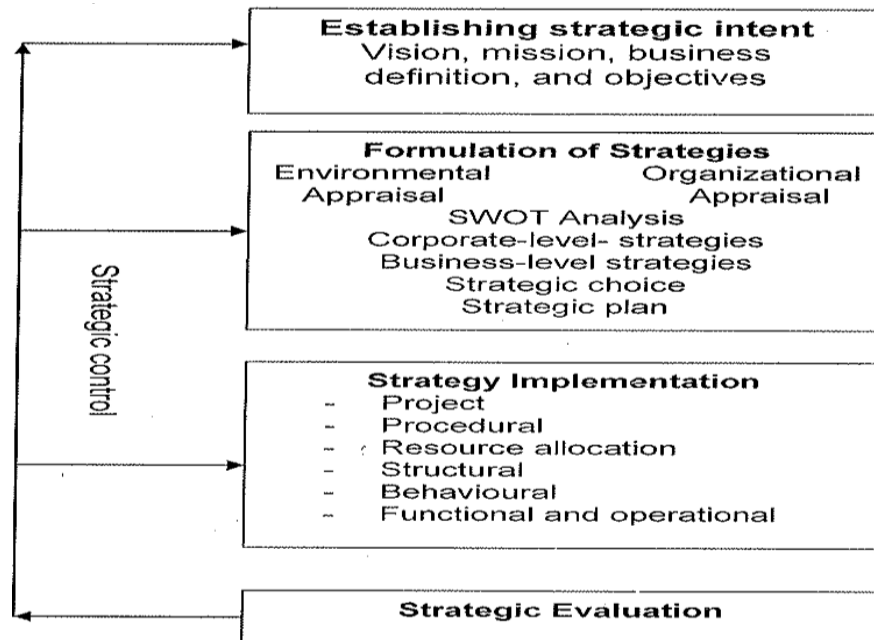 Establishing strategic intent
Vision, mission, business
definition, and objectives
Formulation of Strategies
Environmental Organizational
Appraisal Appraisal
SWOT Analysis
Corporate-level- strategies
Business-level strategies
Strategic choice
Strategic plan
Strategic control
Strategy Implementation
- Project
- Procedural
- Resource allocation
- Structural
- Behavioural
- Functional and operational
Strategic Evaluation